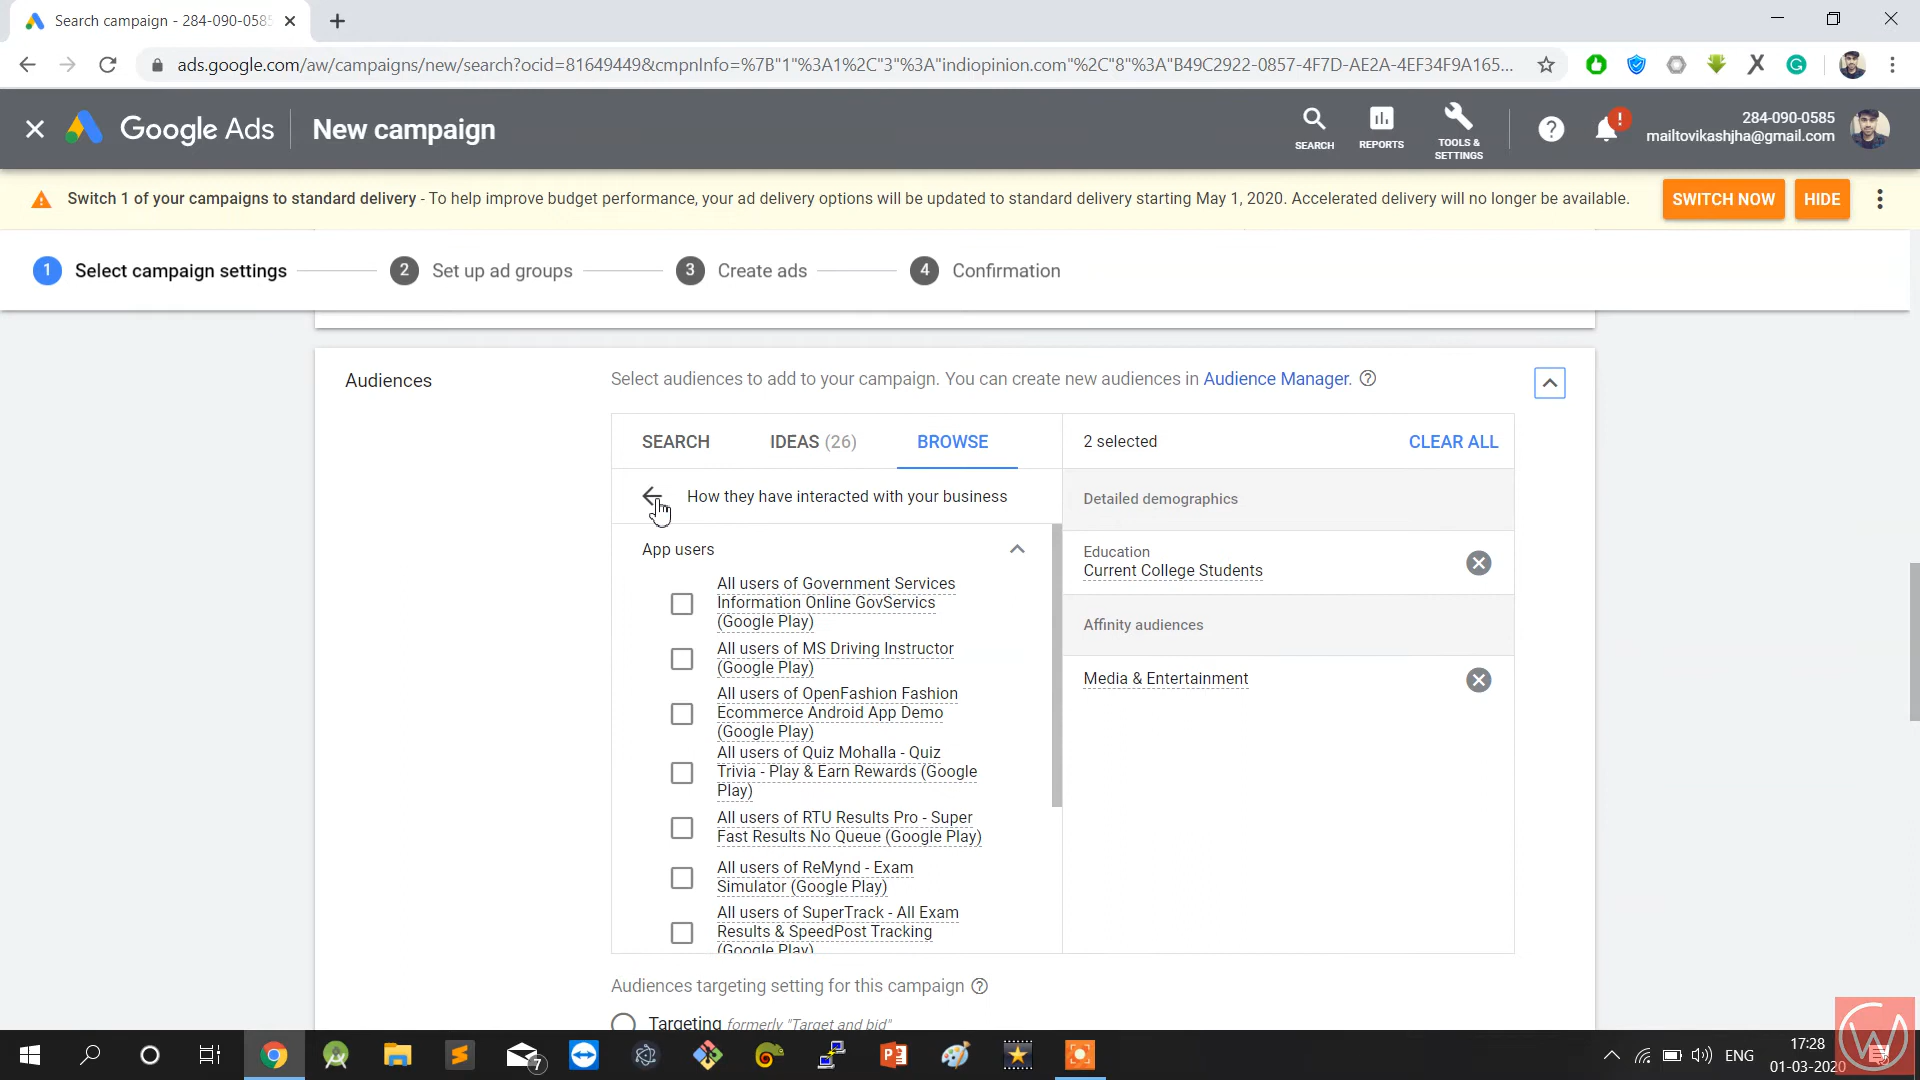 Search campaign - 284-090-0585
ads.google.com/aw/campaigns/new/search?ocid=81649449&cmpnInfo=%7B"1"%3A1%2C"3"%3A"indiopinion.com"%2C"8"%3A"B49C2922-0857-4F7D-AE2A-4EF34F9A165...
Google Ads
New campaign
SEARCH
REPORTS
TOOLS &
SETTINGS
!
284-090-0585
mailtovikashjha@gmail.com
Switch 1 of your campaigns to standard delivery - To help improve budget performance, your ad delivery options will be updated to standard delivery starting May 1, 2020. Accelerated delivery will no longer be available.
SWITCH NOW
HIDE
1 Select campaign settings
2 Set up ad groups
3 Create ads
4 Confirmation
Audiences
Select audiences to add to your campaign. You can create new audiences in Audience Manager.
SEARCH
IDEAS (26)
BROWSE
2 selected
CLEAR ALL
How they have interacted with your business
Detailed demographics
App users
Education
Current College Students
All users of Government Services
Information Online GovServics
(Google Play)
Affinity audiences
All users of MS Driving Instructor
(Google Play)
Media & Entertainment
All users of OpenFashion Fashion
Ecommerce Android App Demo
(Google Play)
All users of Quiz Mohalla - Quiz
Trivia - Play & Earn Rewards (Google
Play)
All users of RTU Results Pro - Super
Fast Results No Queue (Google Play)
All users of ReMynd - Exam
Simulator (Google Play)
All users of SuperTrack - All Exam
Results & SpeedPost Tracking
(Google Play)
Audiences targeting setting for this campaign
Targeting formerly "Target and bid"
7
ENG
17:28
01-03-2020